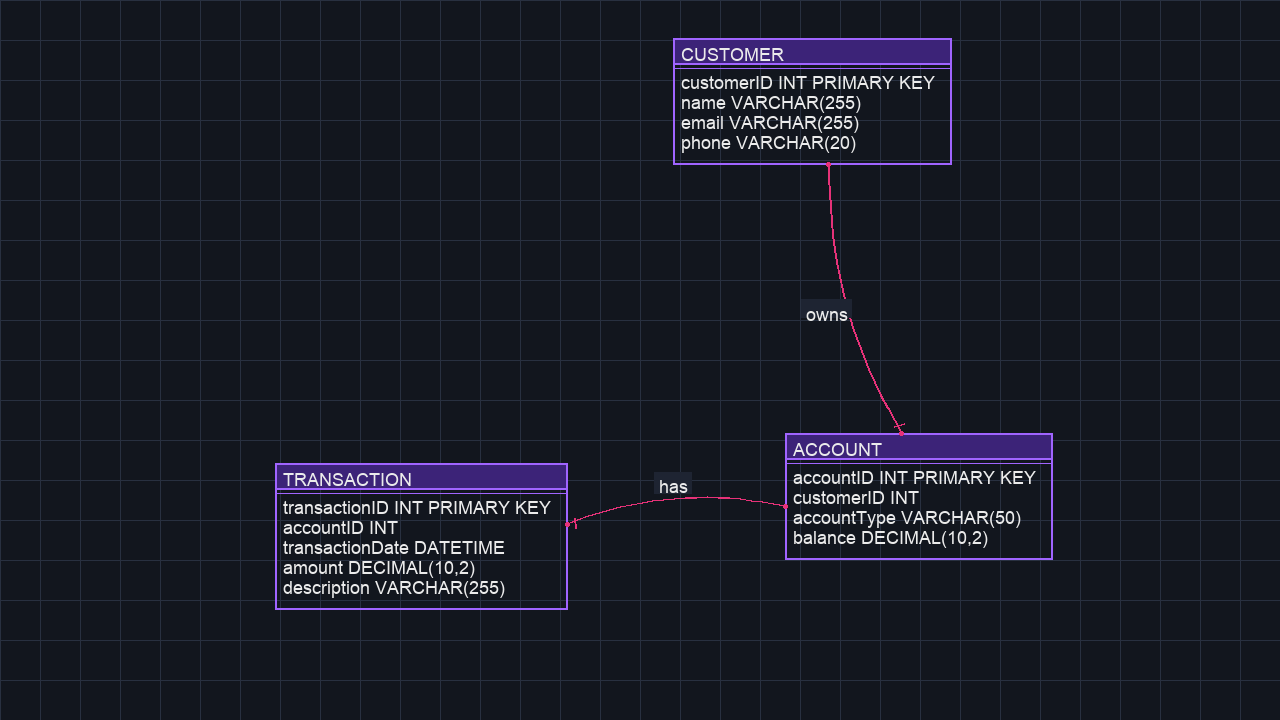 CUSTOMER
customerID INT PRIMARY KEY
name VARCHAR(255)
email VARCHAR(255)
phone VARCHAR(20)
owns
ACCOUNT
accountID INT PRIMARY KEY
customerID INT
accountType VARCHAR(50)
balance DECIMAL(10,2)
has
TRANSACTION
transactionID INT PRIMARY KEY
accountID INT
transactionDate DATETIME
amount DECIMAL(10,2)
description VARCHAR(255)